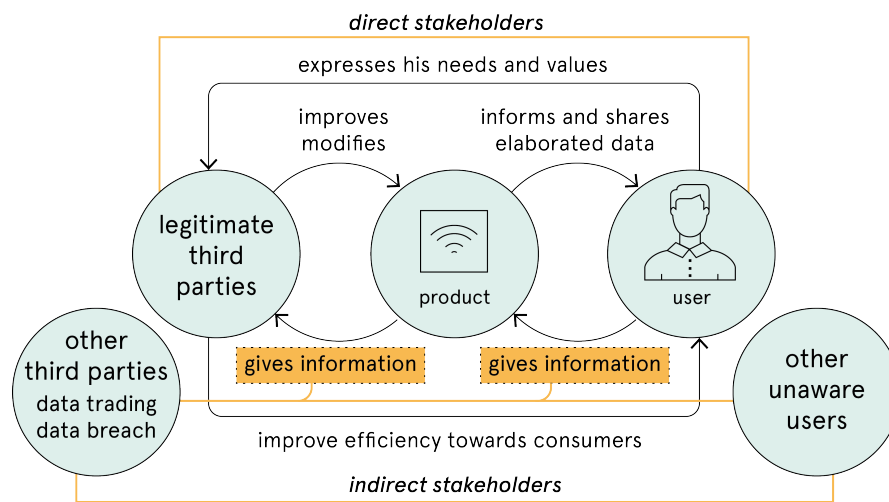 direct stakeholders
expresses his needs and values
improves
modifies
informs and shares
elaborated data
legitimate
third
parties
product
user
other
third parties
data trading
data breach
gives information
gives information
other
unaware
users
improve efficiency towards consumers
indirect stakeholders